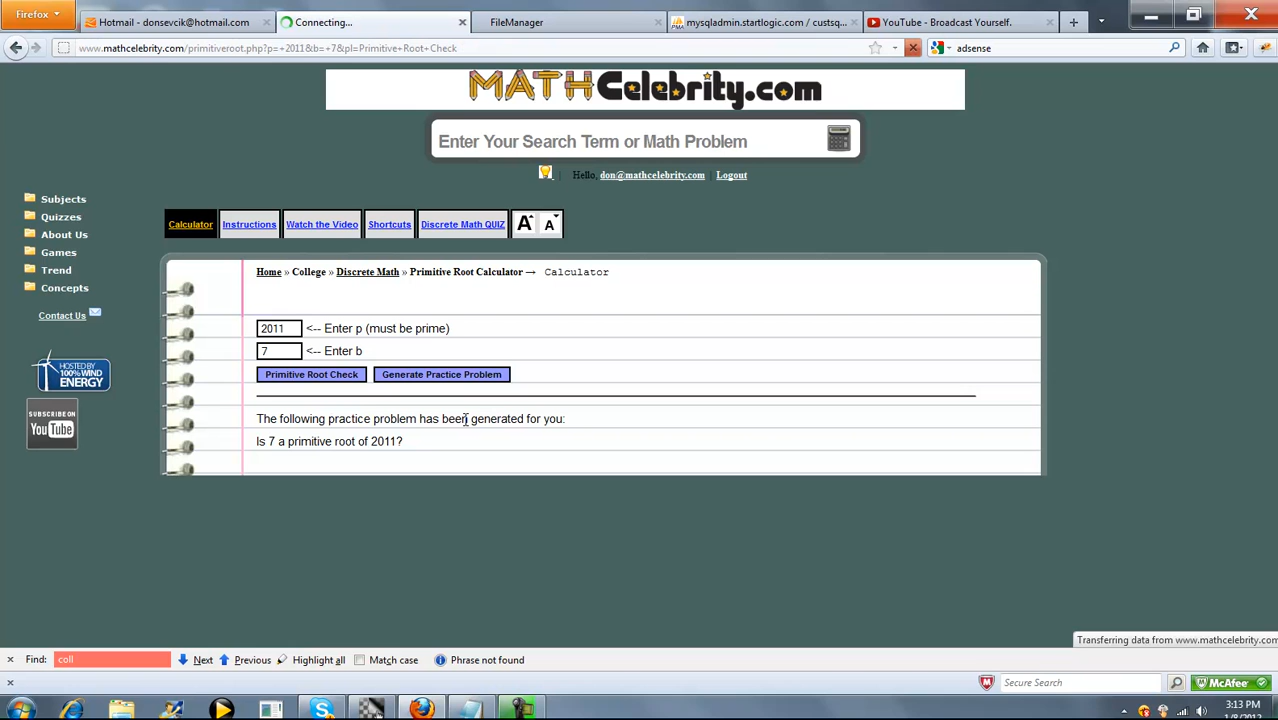 Firefox
Hotmail - donsevcik@hotmail.com
Connecting...
FileManager
mysqladmin.startlogic.com / custsq...
YouTube - Broadcast Yourself.
www.mathcelebrity.com/primitiveroot.php?p=+2011&b=+7&pl=Primitive+Root+Check
adsense
MATHCelebrity.com
Enter Your Search Term or Math Problem
Hello, don@mathcelebrity.com | Logout
Subjects
Quizzes
About Us
Games
Trend
Concepts
Contact Us
HOSTED BY
100% WIND
ENERGY
SUBSCRIBE ON
YouTube
Calculator
Instructions
Watch the Video
Shortcuts
Discrete Math QUIZ
A A
Home » College » Discrete Math » Primitive Root Calculator → Calculator
2011 <-- Enter p (must be prime)
7 <-- Enter b
Primitive Root Check Generate Practice Problem
The following practice problem has been generated for you:
Is 7 a primitive root of 2011?
Transferring data from www.mathcelebrity.com
Find: coll Next Previous Highlight all Match case Phrase not found
Secure Search
McAfee
3:13 PM
1/8/2012